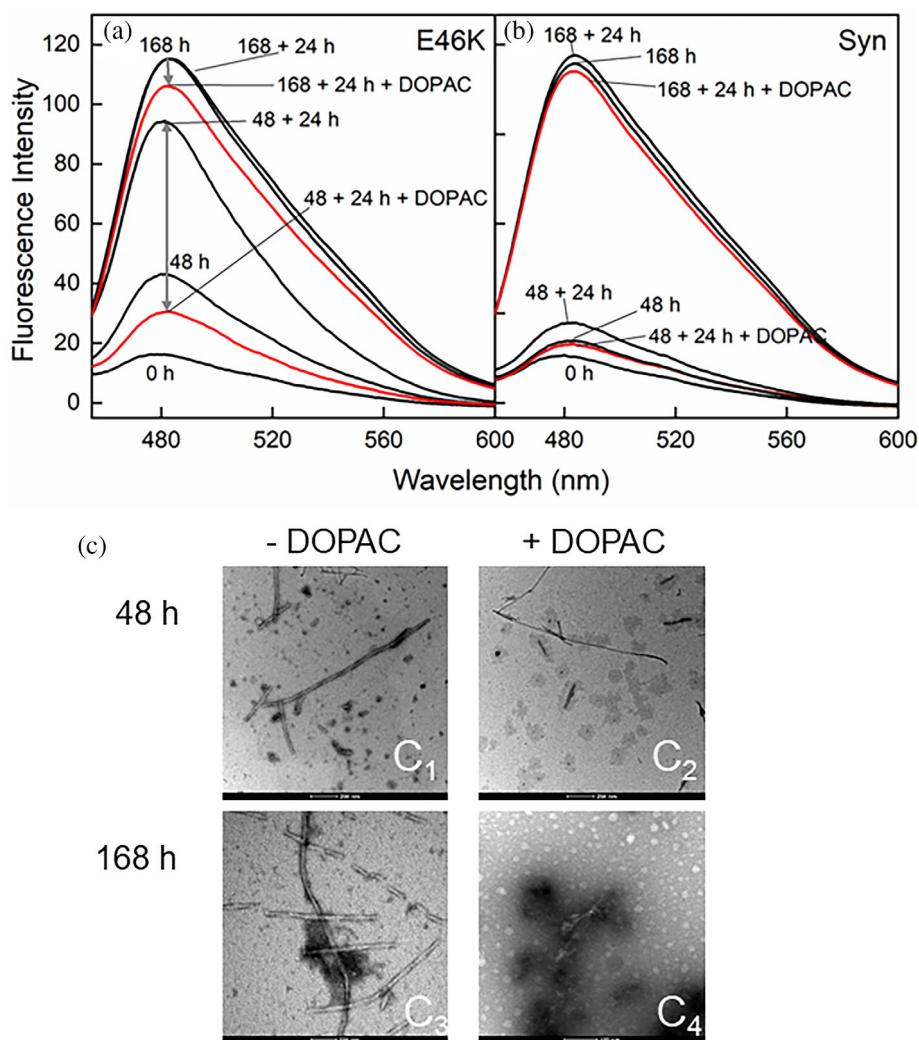 (a)
E46K
120
100
80
60
40
20
0
Fluorescence Intensity
168 h
168 + 24 h
168 + 24 h + DOPAC
48 + 24 h
48 + 24 h + DOPAC
48 h
0 h
480
520
560
600
(b)
Syn
168 + 24 h
168 h
168 + 24 h + DOPAC
48 + 24 h
48 h
48 + 24 h + DOPAC
0 h
480
520
560
600
Wavelength (nm)
(c)
- DOPAC
+ DOPAC
48 h
C₁
C₂
168 h
C₃
C₄